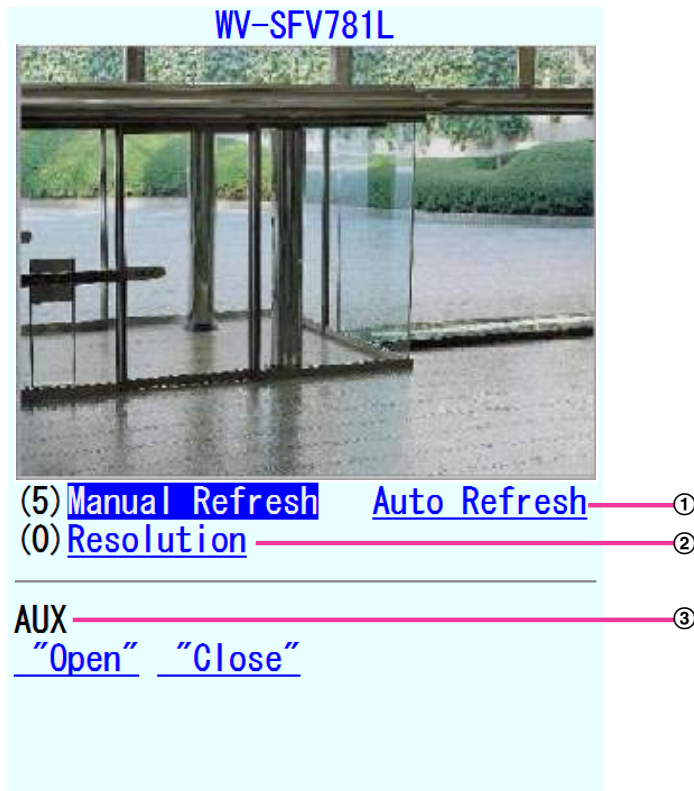 WV-SFV781L
(5)Manual Refresh Auto Refresh ①
(0)Resolution ②
AUX ③
"Open" "Close"